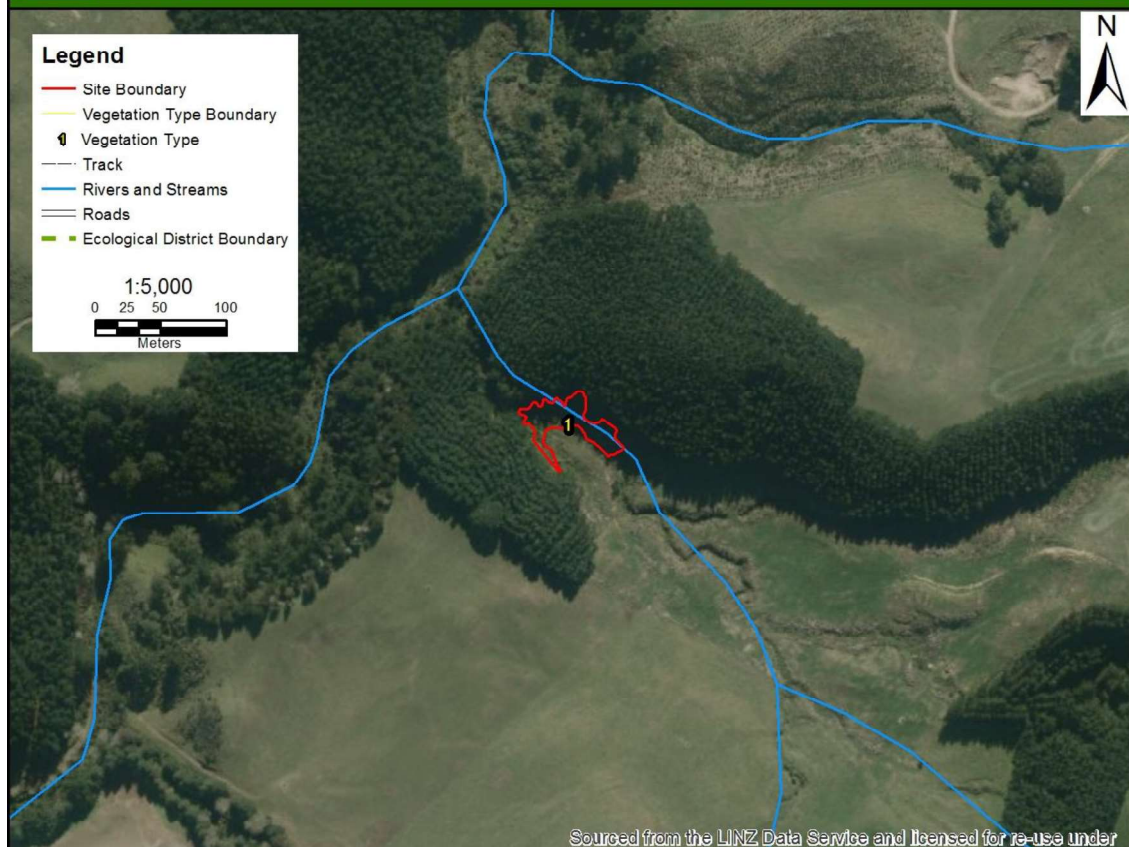 N
Legend
Site Boundary
Vegetation Type Boundary
1 Vegetation Type
Track
Rivers and Streams
Roads
Ecological District Boundary
1:5,000
0 25 50 100
Meters
1
Sourced from the LINZ Data Service and licensed for re-use under